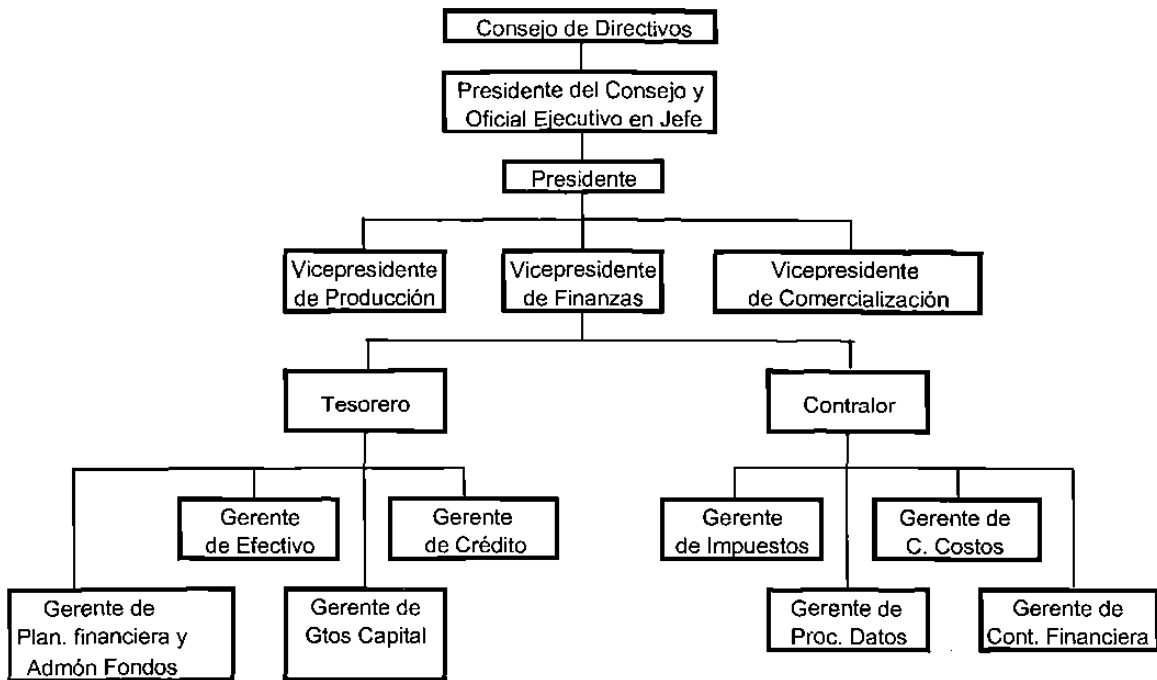 Consejo de Directivos
Presidente del Consejo y
Oficial Ejecutivo en Jefe
Presidente
Vicepresidente
de Producción
Vicepresidente
de Finanzas
Vicepresidente
de Comercialización
Tesorero
Contralor
Gerente
de Efectivo
Gerente
de Crédito
Gerente
de Impuestos
Gerente de
C. Costos
Gerente de
Plan. financiera y
Admón Fondos
Gerente de
Gtos Capital
Gerente de
Proc. Datos
Gerente de
Cont. Financiera